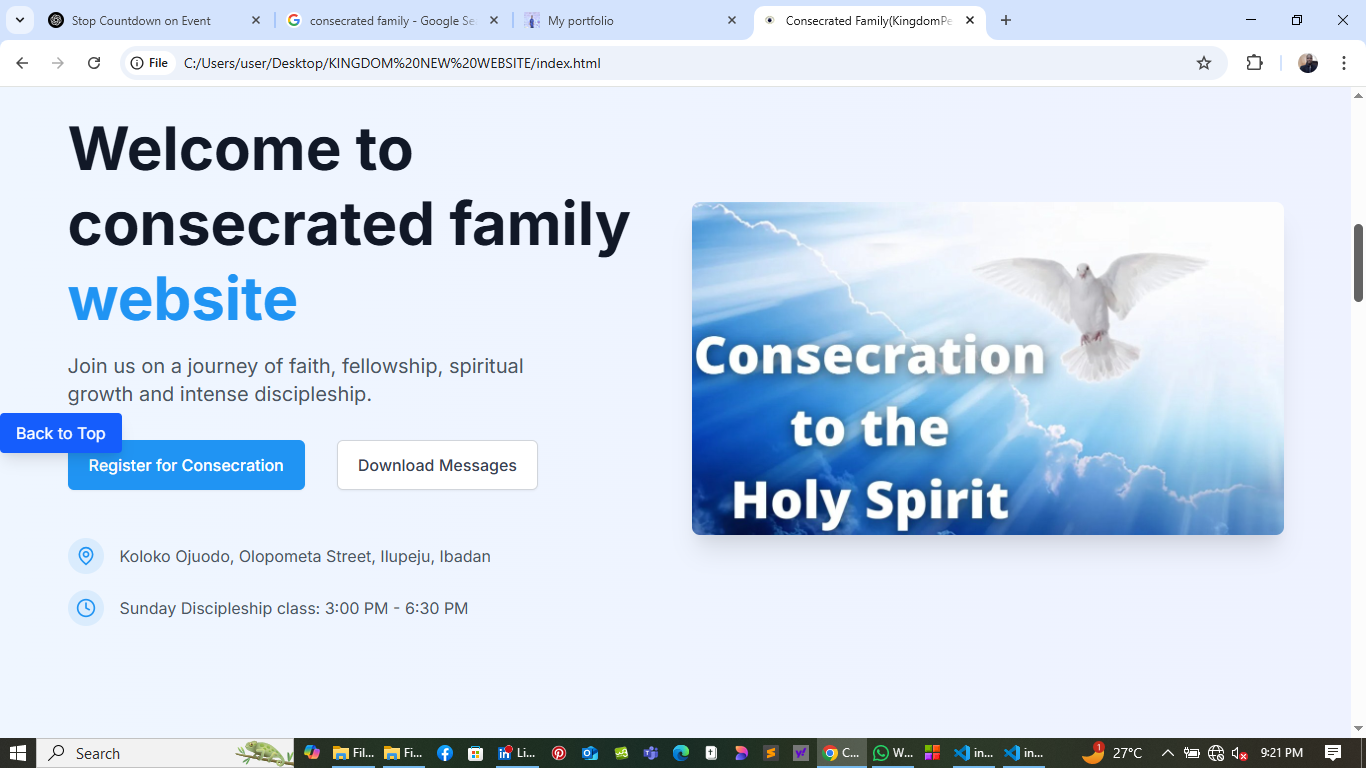 Stop Countdown on Event
consecrated family - Google Se
My portfolio
Consecrated Family(KingdomPe
File
C:/Users/user/Desktop/KINGDOM%20NEW%20WEBSITE/index.html
Welcome to
consecrated family
website
Join us on a journey of faith, fellowship, spiritual
growth and intense discipleship.
Back to Top
Register for Consecration
Download Messages
Koloko Ojuodo, Olopometa Street, Ilupeju, Ibadan
Sunday Discipleship class: 3:00 PM - 6:30 PM
Consecration
to the
Holy Spirit
Search
Fil...
Fi...
Li...
C...
W...
in...
in...
1
27°C
9:21 PM